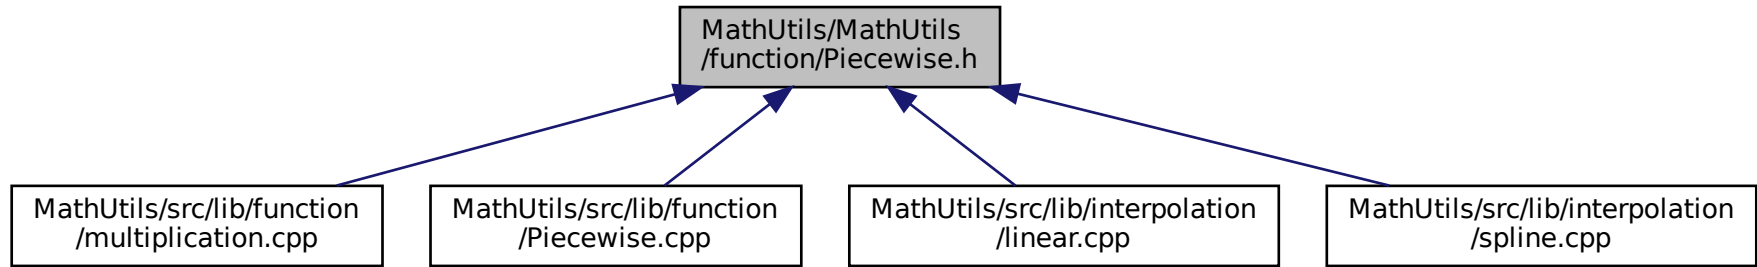 MathUtils/MathUtils
/function/Piecewise.h
MathUtils/src/lib/function
/multiplication.cpp
MathUtils/src/lib/function
/Piecewise.cpp
MathUtils/src/lib/interpolation
/linear.cpp
MathUtils/src/lib/interpolation
/spline.cpp